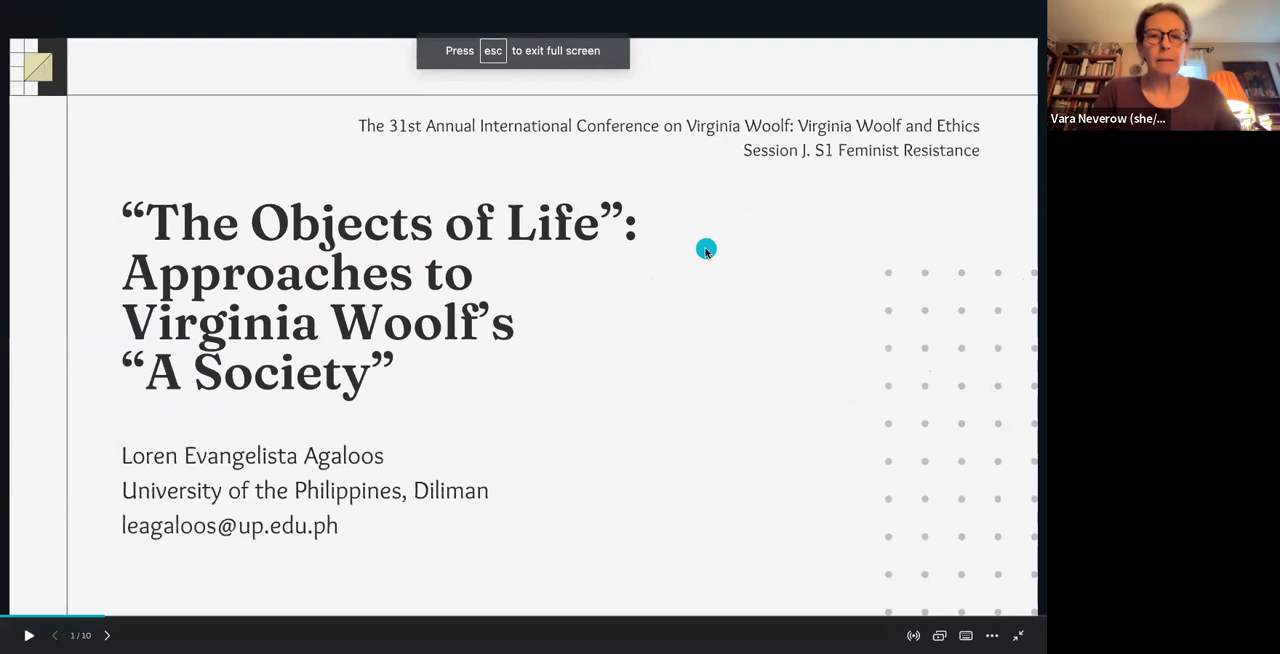 Press esc to exit full screen
The 31st Annual International Conference on Virginia Woolf: Virginia Woolf and Ethics
Session J. S1 Feminist Resistance
“The Objects of Life”:
Approaches to
Virginia Woolf’s
“A Society”
Loren Evangelista Agaloos
University of the Philippines, Diliman
leagaloos@up.edu.ph
Vara Neverow (she/...
1 / 10